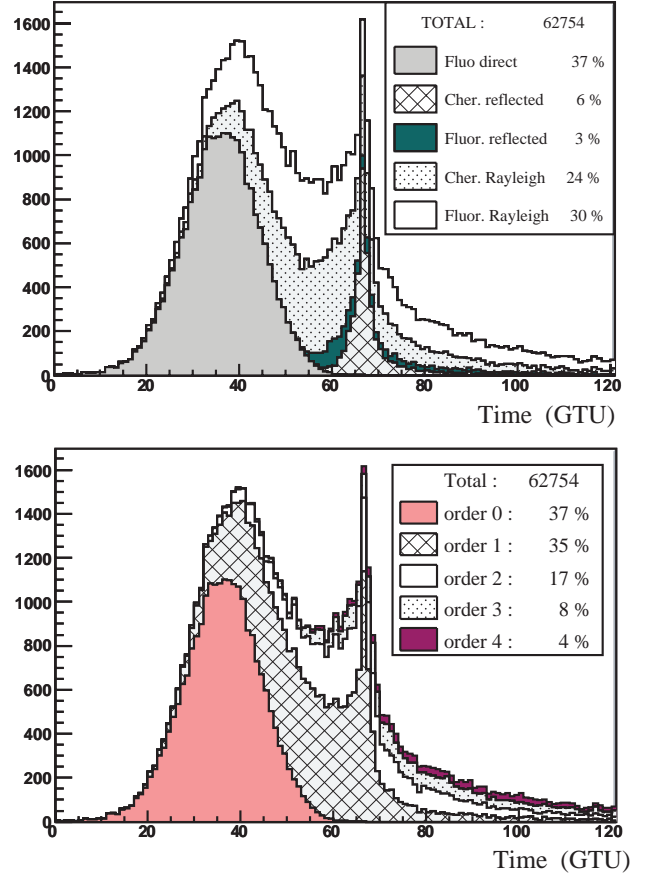 1600
1400
1200
1000
800
600
400
200
0
0 20 40 60 80 100 120
Time (GTU)
TOTAL : 62754
Fluo direct 37 %
Cher. reflected 6 %
Fluor. reflected 3 %
Cher. Rayleigh 24 %
Fluor. Rayleigh 30 %
1600
1400
1200
1000
800
600
400
200
0
0 20 40 60 80 100 120
Time (GTU)
Total : 62754
order 0 : 37 %
order 1 : 35 %
order 2 : 17 %
order 3 : 8 %
order 4 : 4 %